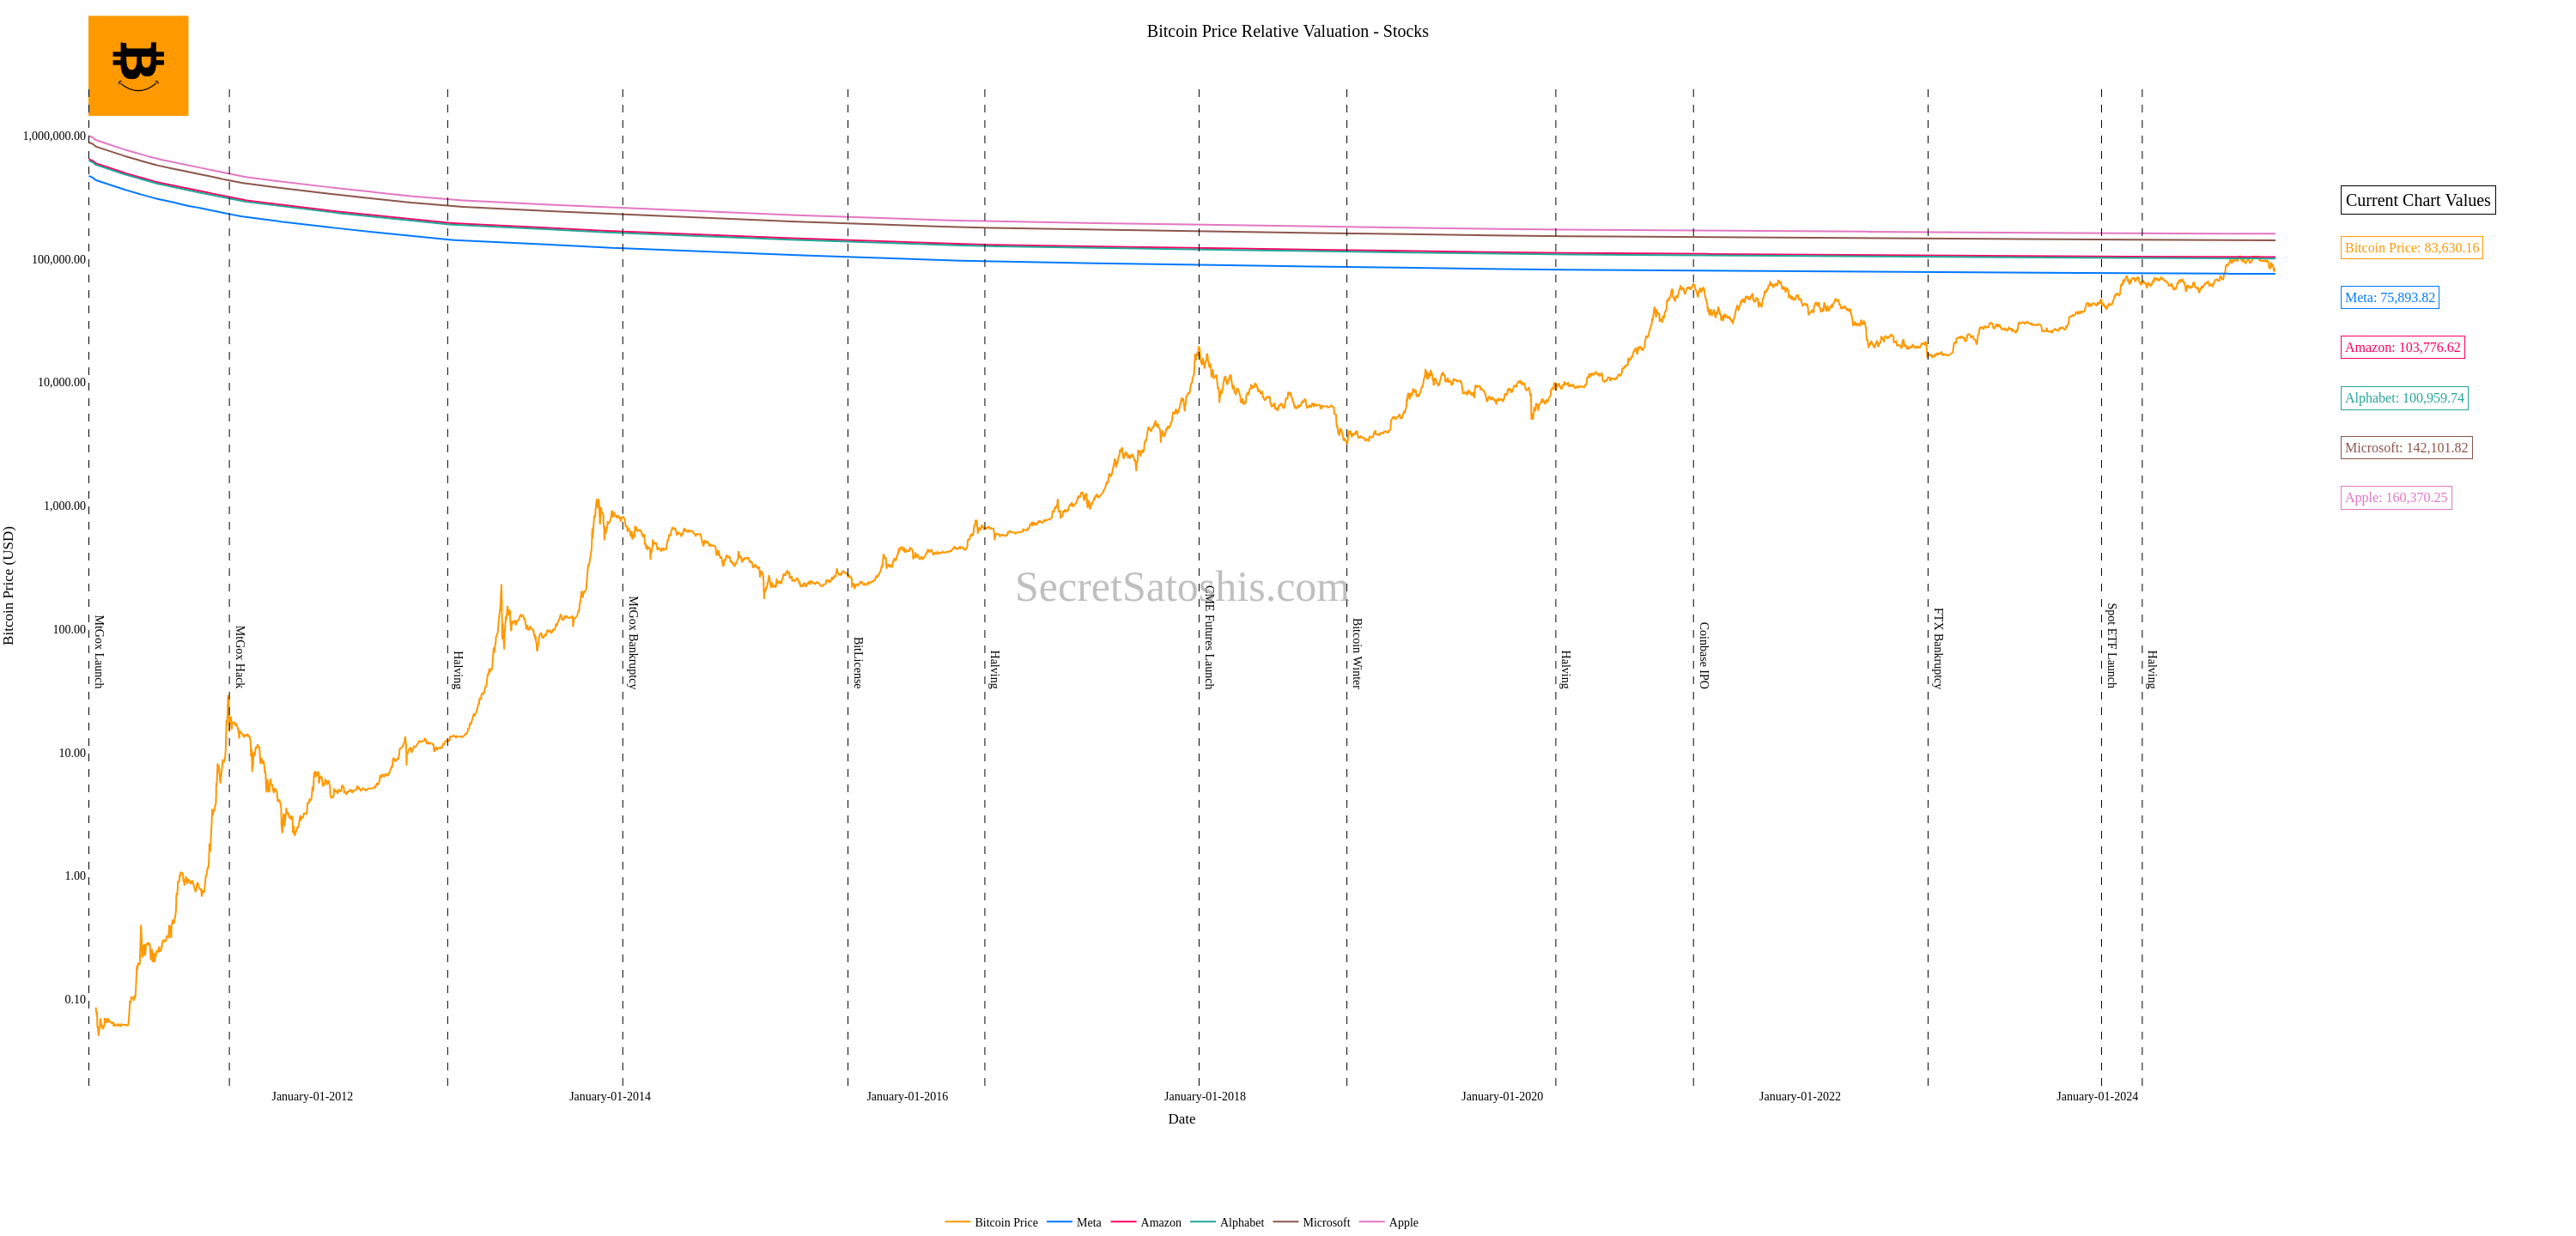 Bitcoin Price Relative Valuation - Stocks
1,000,000.00
100,000.00
10,000.00
1,000.00
100.00
10.00
1.00
0.10
Bitcoin Price (USD)
MtGox Launch
MtGox Hack
Halving
MtGox Bankruptcy
BitLicense
Halving
CME Futures Launch
Bitcoin Winter
Halving
Coinbase IPO
FTX Bankruptcy
Spot ETF Launch
Halving
SecretSatoshis.com
January-01-2012
January-01-2014
January-01-2016
January-01-2018
January-01-2020
January-01-2022
January-01-2024
Date
Current Chart Values
Bitcoin Price: 83,630.16
Meta: 75,893.82
Amazon: 103,776.62
Alphabet: 100,959.74
Microsoft: 142,101.82
Apple: 160,370.25
Bitcoin Price
Meta
Amazon
Alphabet
Microsoft
Apple